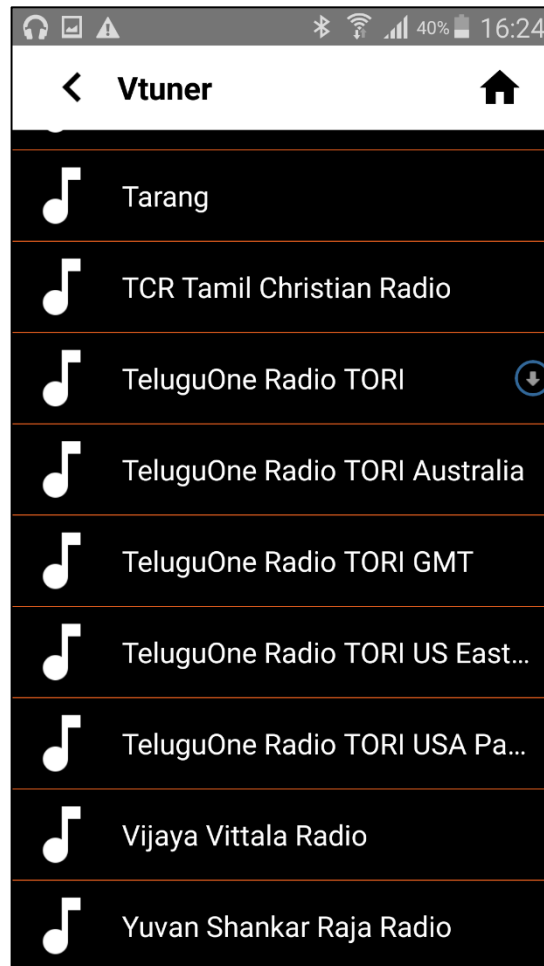 40% 16:24
Vtuner
Tarang
TCR Tamil Christian Radio
TeluguOne Radio TORI
TeluguOne Radio TORI Australia
TeluguOne Radio TORI GMT
TeluguOne Radio TORI US East...
TeluguOne Radio TORI USA Pa...
Vijaya Vittala Radio
Yuvan Shankar Raja Radio